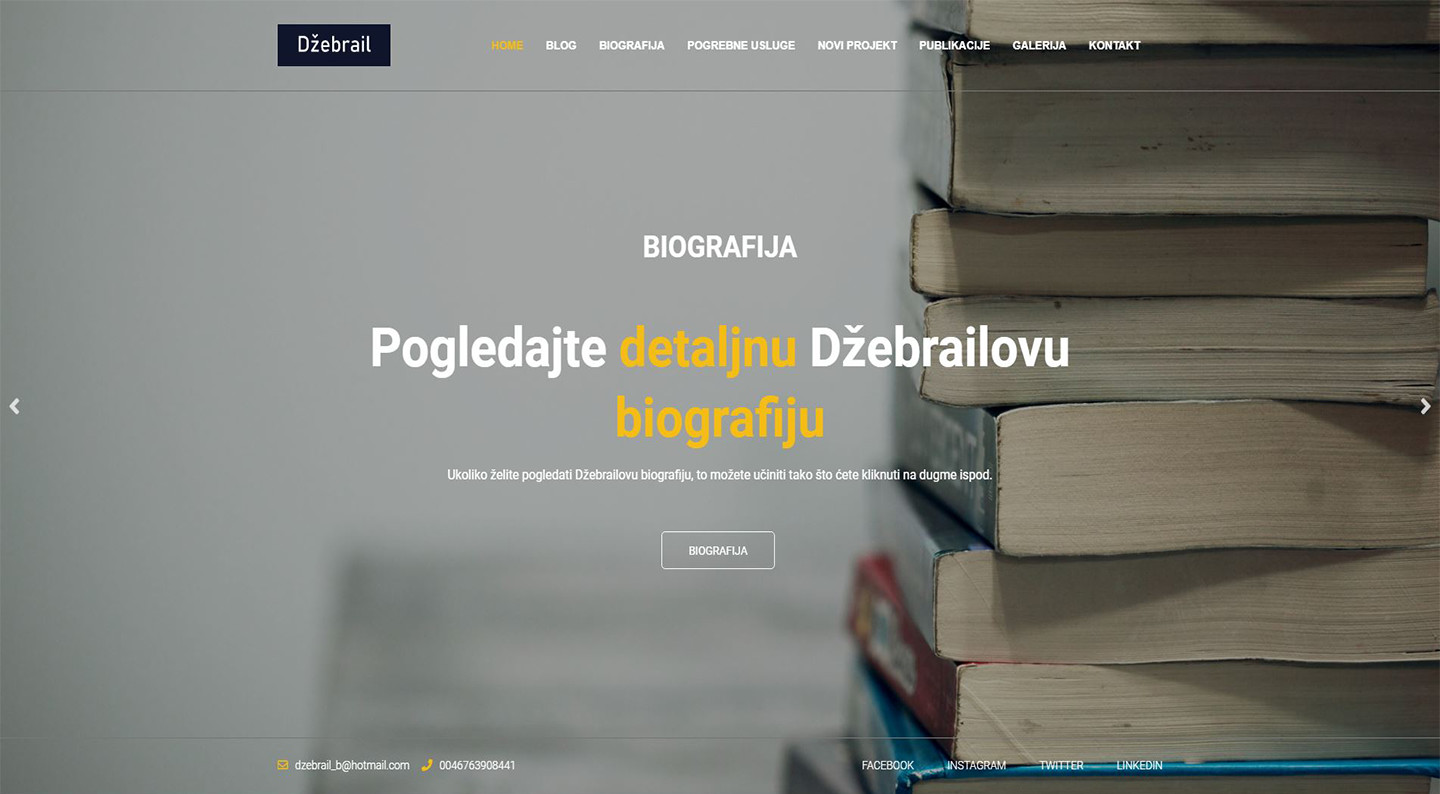 Džebrail
HOME BLOG BIOGRAFIJA POGREBNE USLUGE NOVI PROJEKT PUBLIKACIJE GALERIJA KONTAKT
BIOGRAFIJA
Pogledajte detaljnu Džebrailovu
biografiju
Ukoliko želite pogledati Džebrailovu biografiju, to možete učiniti tako što ćete kliknuti na dugme ispod.
BIOGRAFIJA
dzebrail_b@hotmail.com 0046763908441 FACEBOOK INSTAGRAM TWITTER LINKEDIN